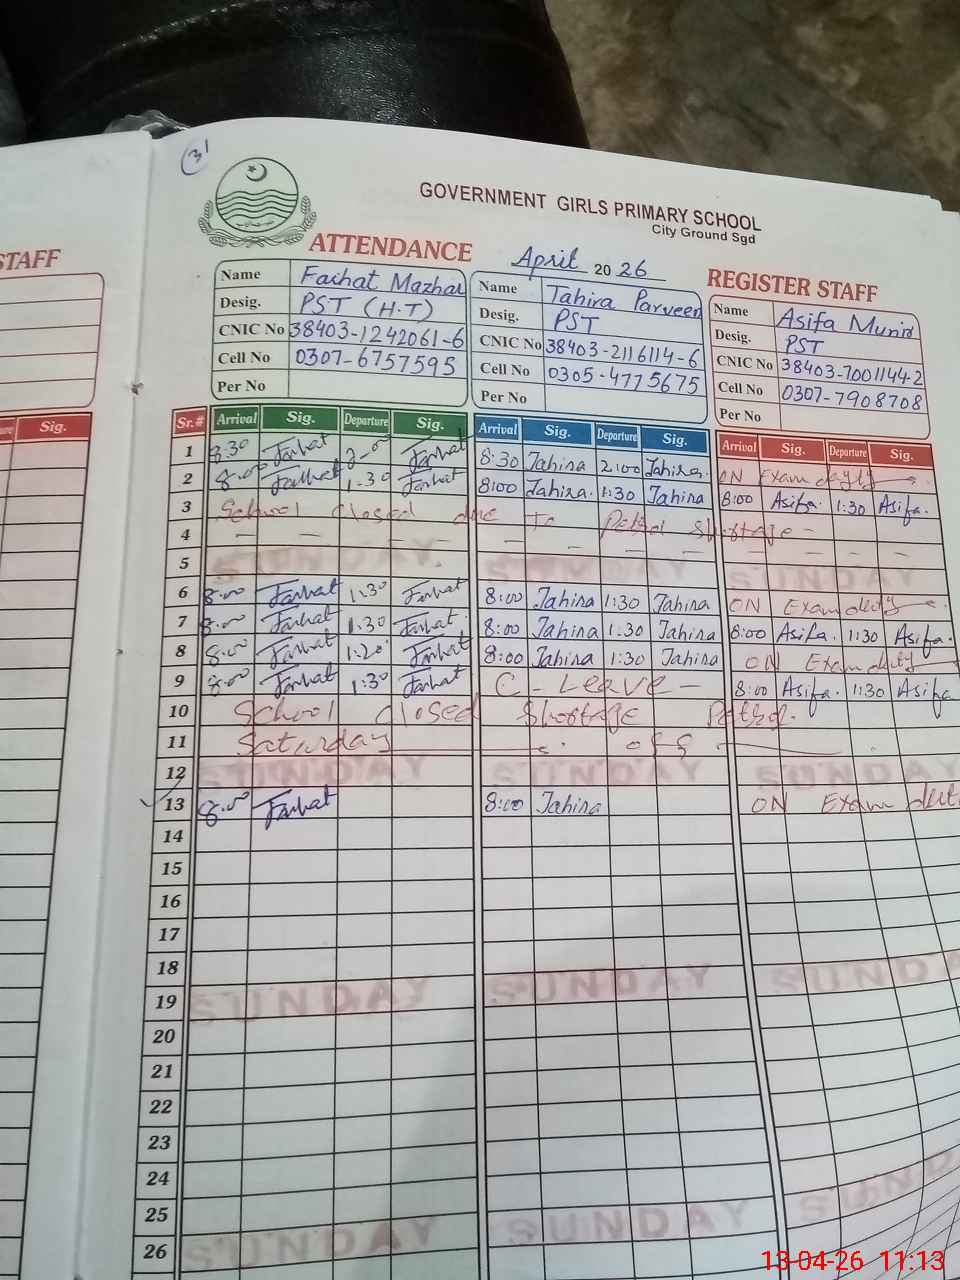 31
GOVERNMENT GIRLS PRIMARY SCHOOL
City Ground Sgd
STAFF
ATTENDANCE April 2026 REGISTER STAFF
Name Farhat Mazhar Name Tahira Parveen Name Asifa Munir
Desig. PST (H.T) Desig. PST Desig. PST
CNIC No 38403-1242061-6 CNIC No 38403-2116114-6 CNIC No 38403-7001144-2
Cell No 0307-6757595 Cell No 0305-4775675 Cell No 0307-7908708
Per No Per No Per No
Sig. Sr.# Arrival Sig. Departure Sig. Arrival Sig. Departure Sig. Arrival Sig. Departure Sig.
1 8:30 Farhat 2-00 Farhat 8:30 Tahira 2:00 Tahira. ON Exam duty
2 8:00 Farhat 1:30 Farhat 8:00 Tahira. 1:30 Tahira 8:00 Asifa. 1:30 Asifa.
3 School closed due To Petrol Shortage -
4 - - - - - - - - - - -
5 SUNDAY SUNDAY SUNDAY
6 8:00 Farhat 1:30 Farhat 8:00 Tahira 1:30 Tahira ON Exam duty
7 8:00 Farhat 1:30 Farhat. 8:00 Tahira 1:30 Tahira 8:00 Asifa. 1:30 Asifa.
8 8:00 Farhat 1:20 Farhat 8:00 Tahira 1:30 Tahira ON Exam duty
9 8:00 Farhat 1:30 Farhat C - Leave - 8:00 Asifa. 1:30 Asifa
10 School closed Shortage Petrol.
11 Saturday off
12 SUNDAY SUNDAY SUNDAY
13 8:00 Farhat 8:00 Tahira ON Exam dut
14
15
16
17
18
19 SUNDAY SUNDAY SUNDAY
20
21
22
23
24
25
26 SUNDAY SUNDAY SUNDAY
13-04-26 11:13